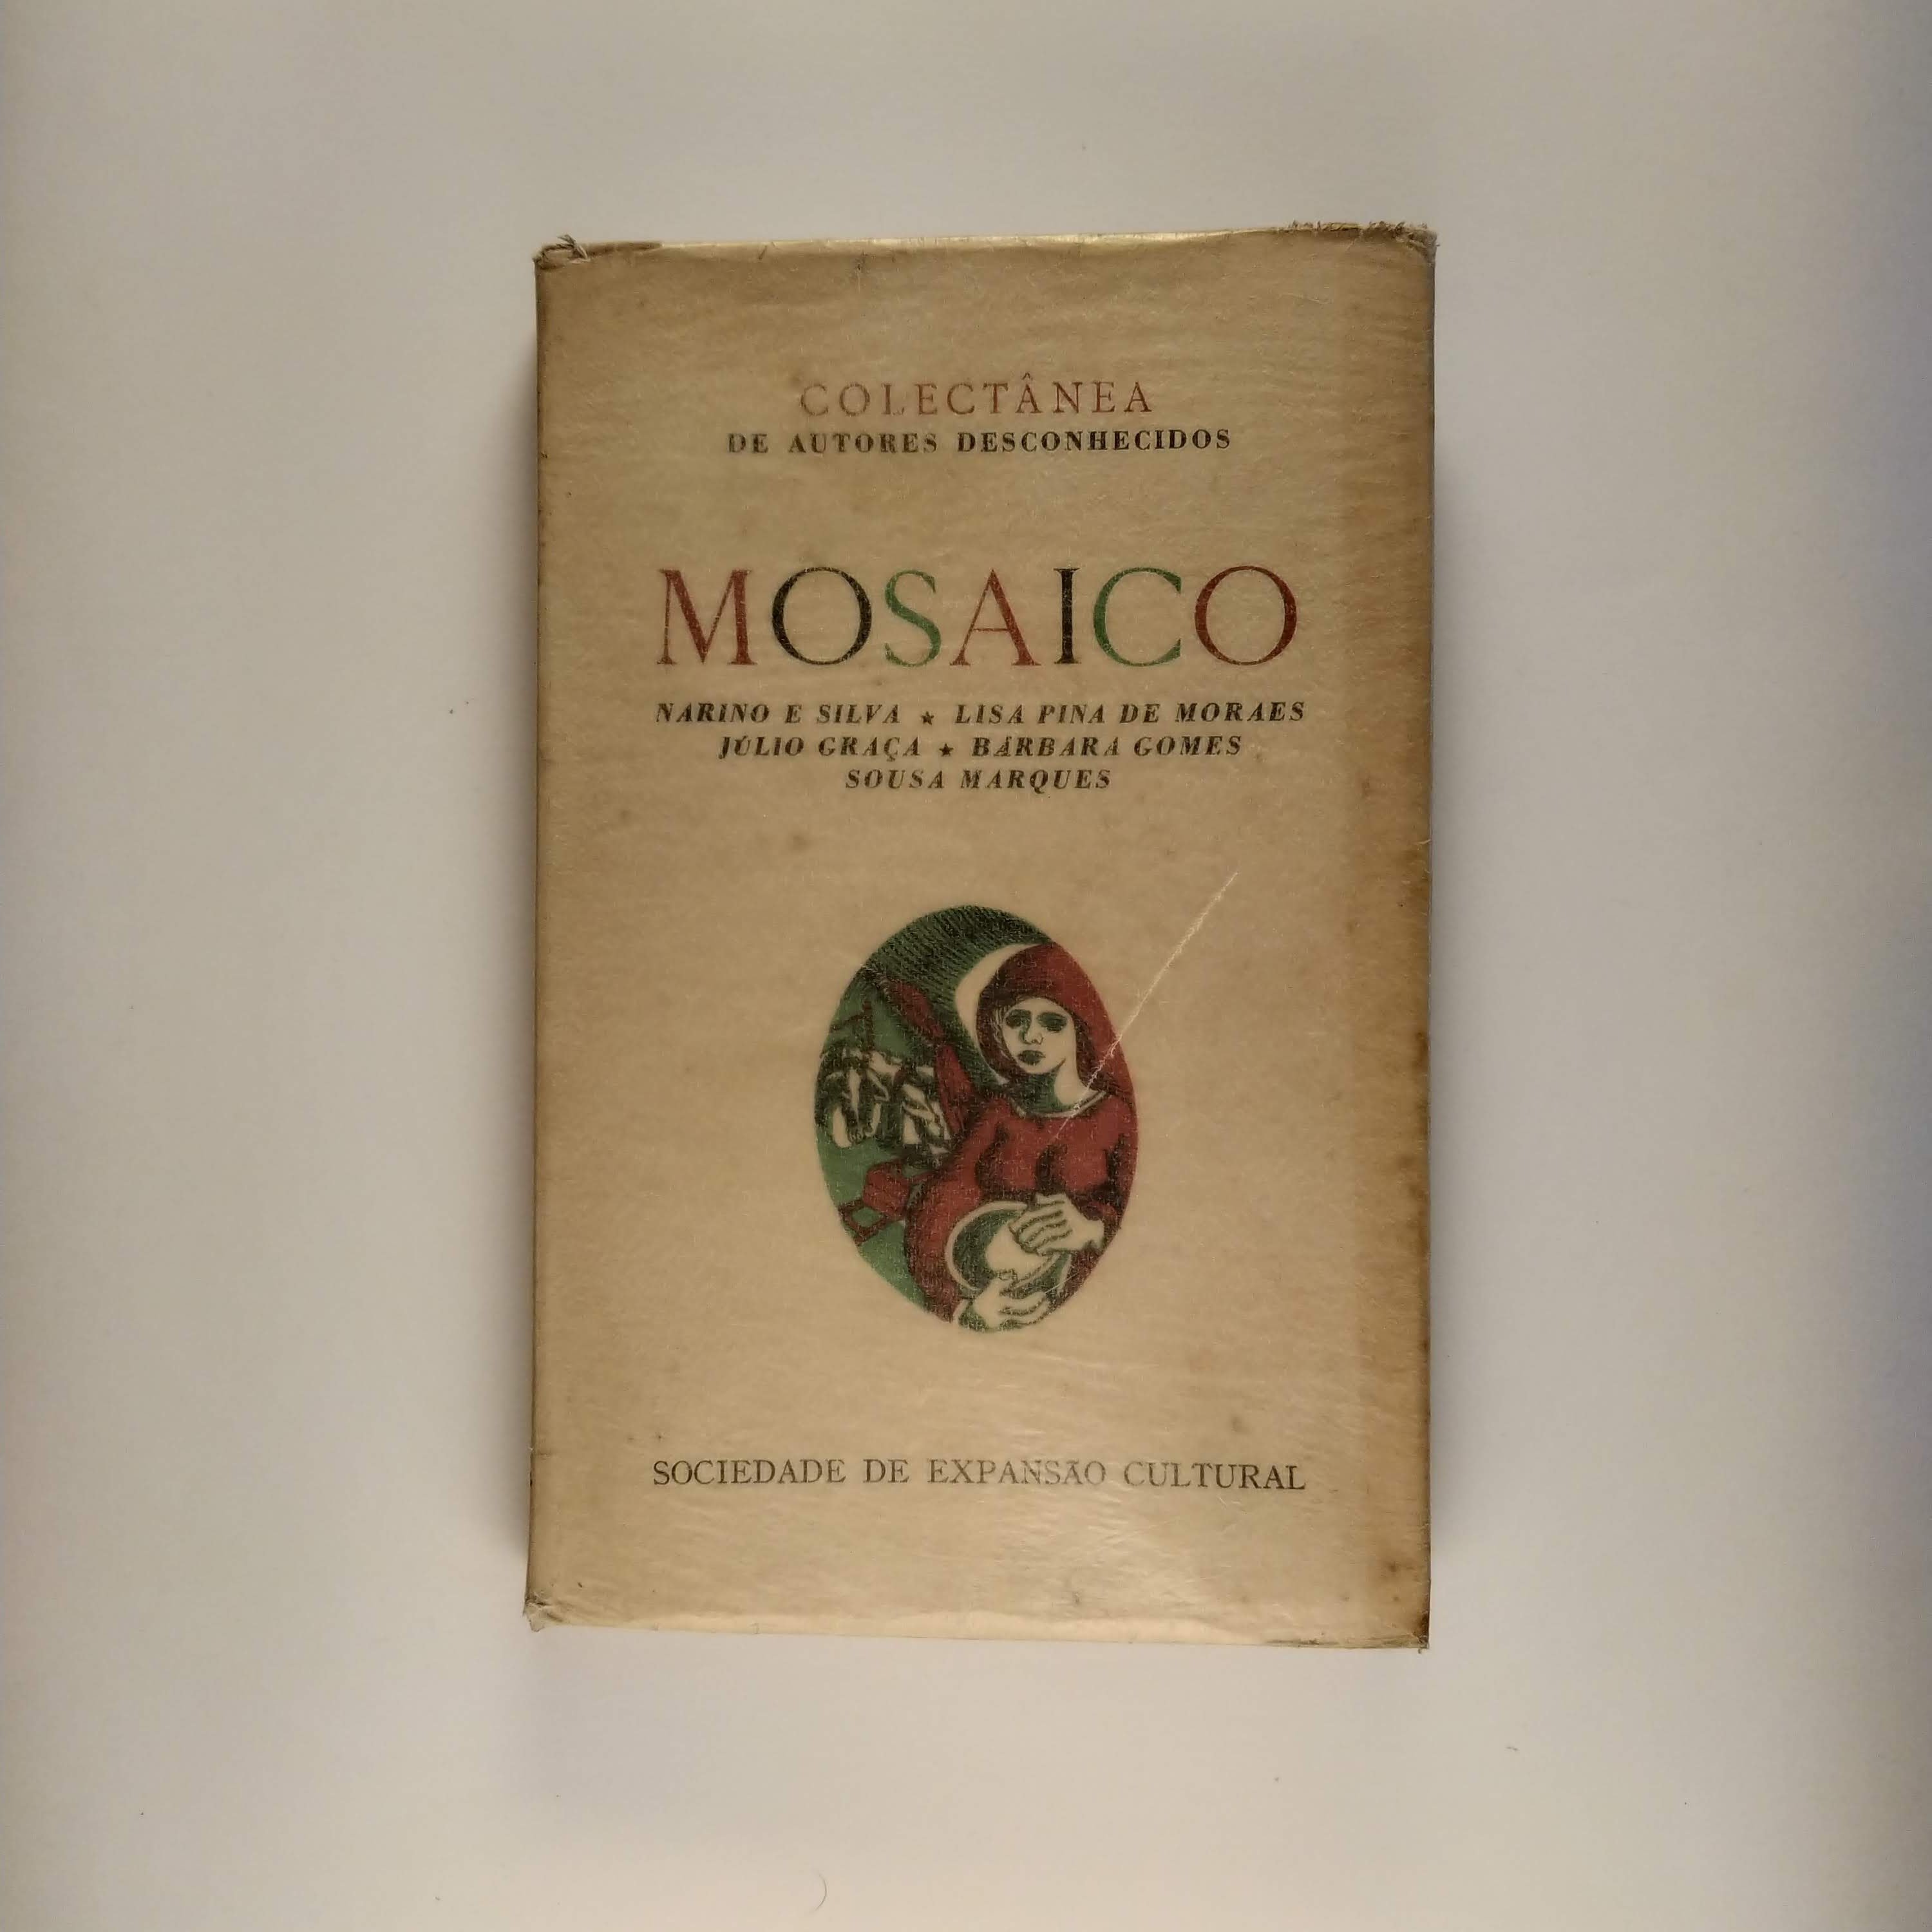 COLECTÂNEA
DE AUTORES DESCONHECIDOS
MOSAICO
NARINO E SILVA ★ LISA PINA DE MORAES
JÚLIO GRAÇA ★ BÁRBARA GOMES
SOUSA MARQUES
SOCIEDADE DE EXPANSÃO CULTURAL